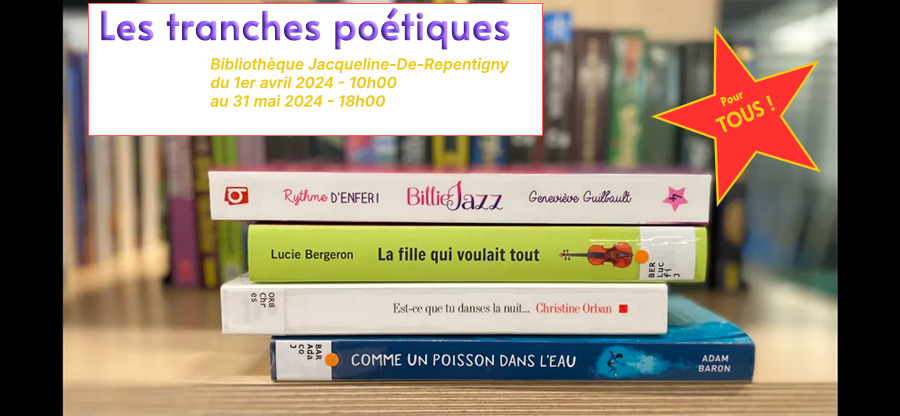 Les tranches poétiques
Bibliothèque Jacqueline-De-Repentigny
du 1er avril 2024 - 10h00
au 31 mai 2024 - 18h00
Pour
TOUS !
Rythme D'ENFER! Billie Jazz Geneviève Guilbault 4
Lucie Bergeron La fille qui voulait tout
BER
Luc
fi
J
ORB
Chr
es
Est-ce que tu danses la nuit... Christine Orban
BAR
Ada
co
J
COMME UN POISSON DANS L'EAU
ADAM
BARON